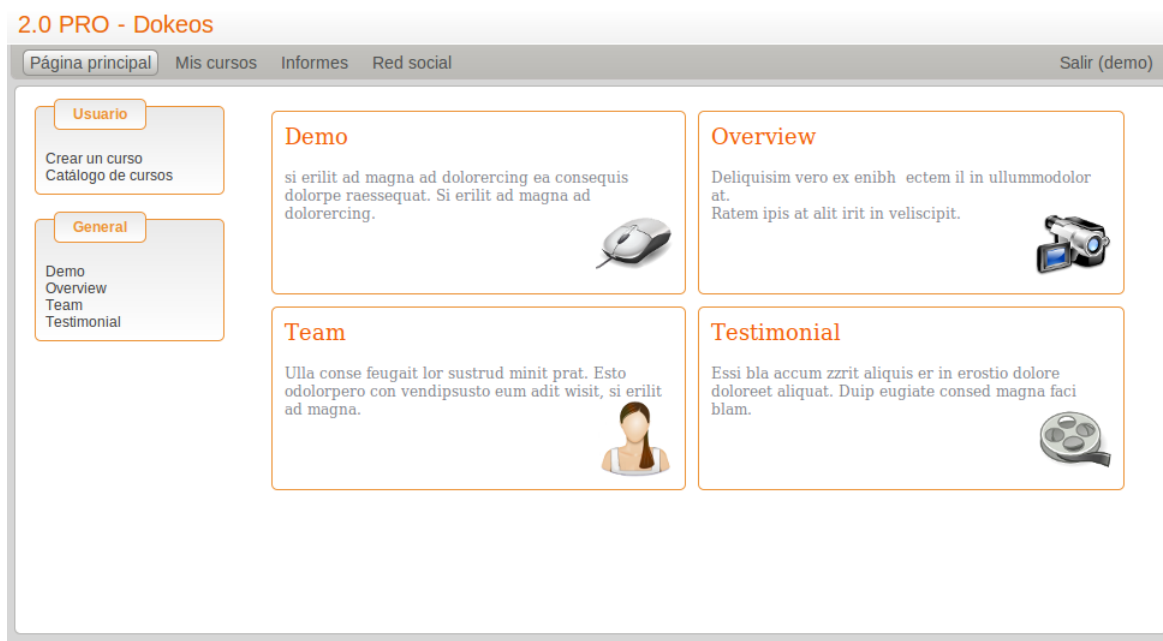 2.0 PRO - Dokeos
Página principal Mis cursos Informes Red social Salir (demo)
Usuario
Crear un curso
Catálogo de cursos
General
Demo
Overview
Team
Testimonial
Demo
si erilit ad magna ad dolorercing ea consequis
dolorpe raessequat. Si erilit ad magna ad
dolorercing.
Overview
Deliquisim vero ex enibh  ectem il in ullummodolor
at.
Ratem ipis at alit irit in veliscipit.
Team
Ulla conse feugait lor sustrud minit prat. Esto
odolorpero con vendipsusto eum adit wisit, si erilit
ad magna.
Testimonial
Essi bla accum zzrit aliquis er in erostio dolore
doloreet aliquat. Duip eugiate consed magna faci
blam.